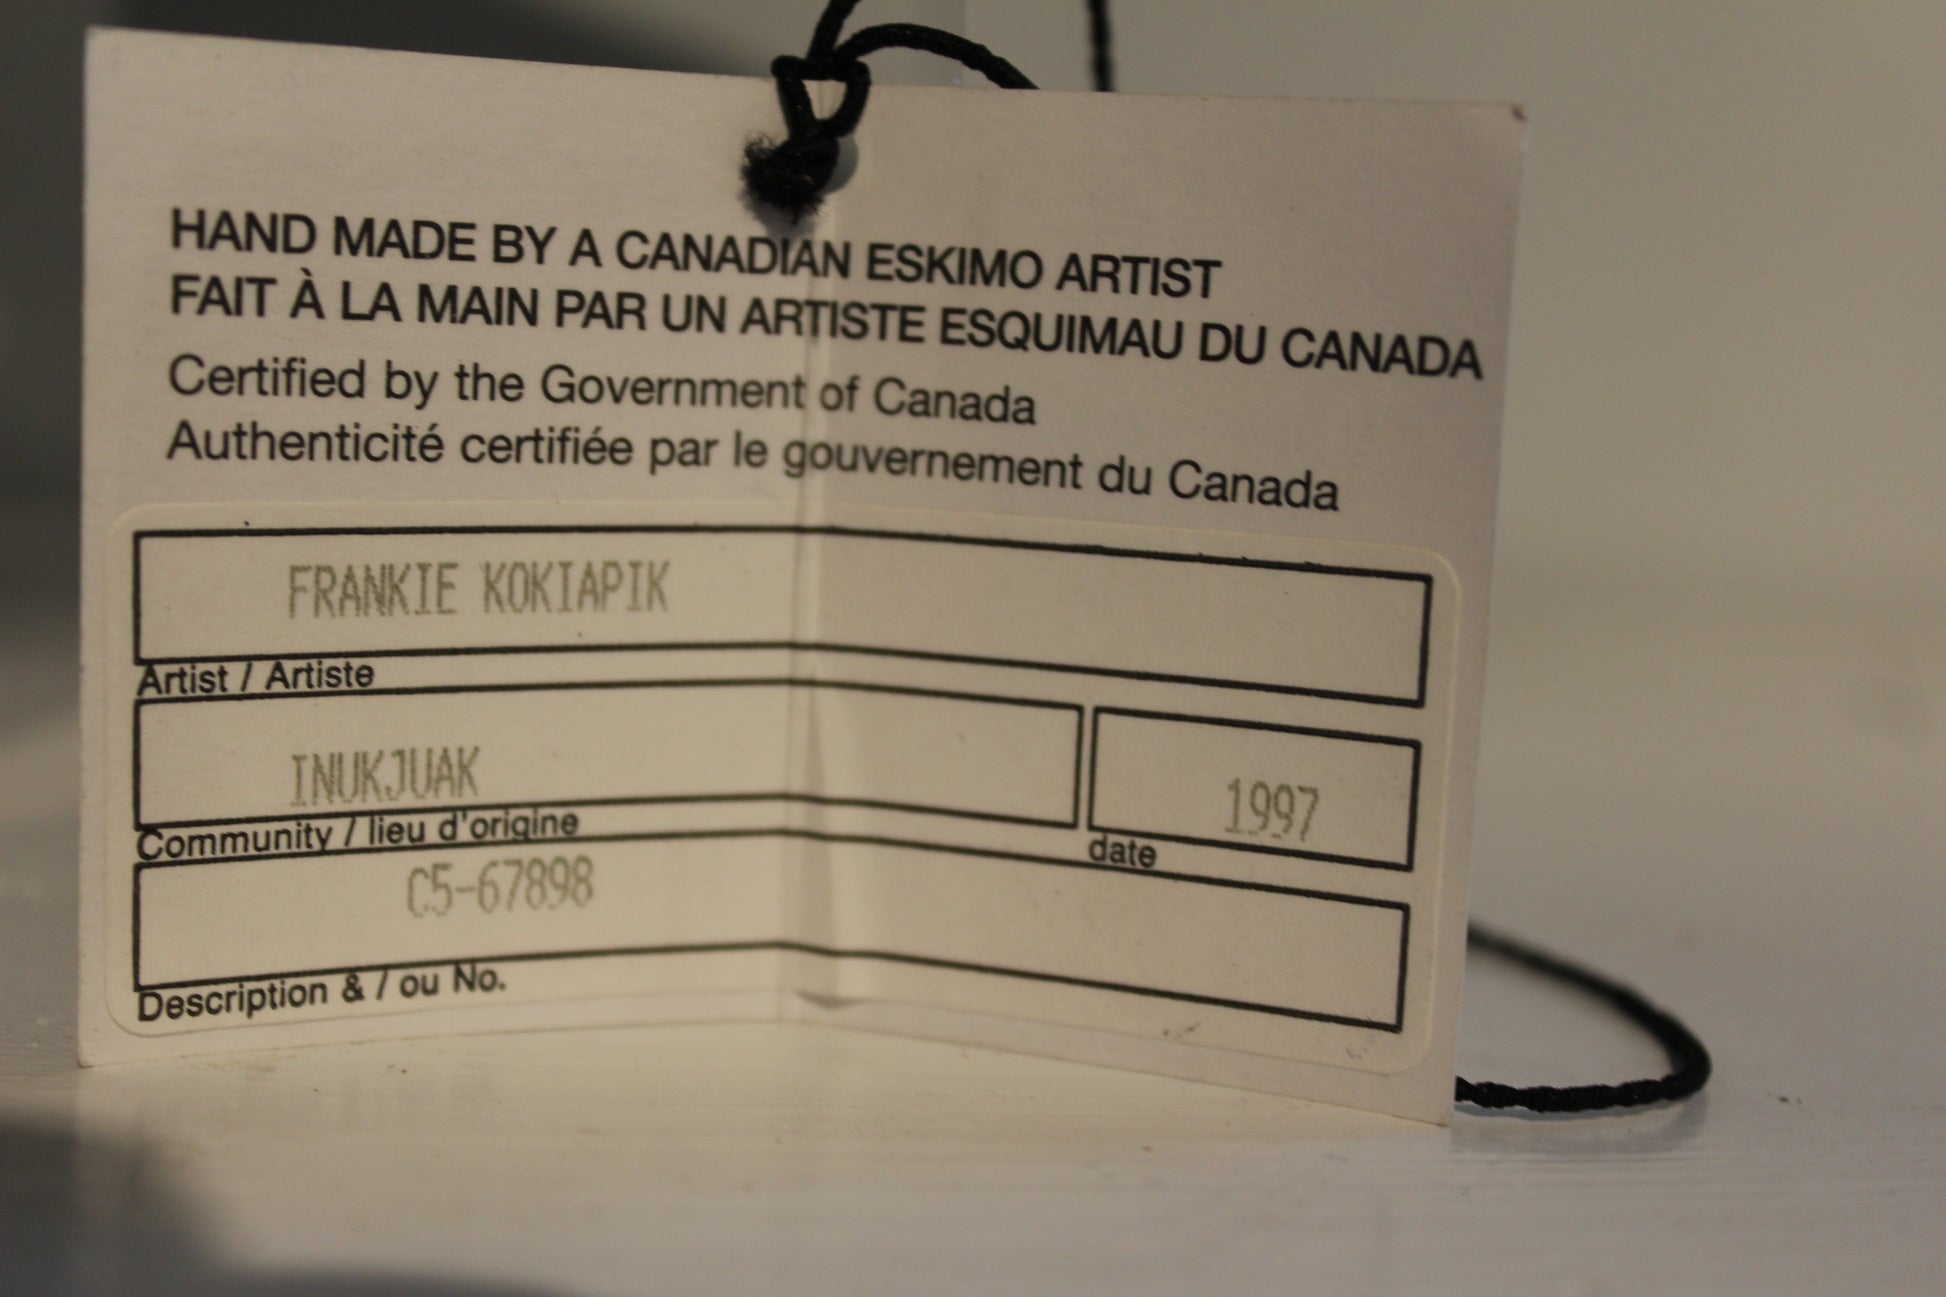 HAND MADE BY A CANADIAN ESKIMO ARTIST
FAIT À LA MAIN PAR UN ARTISTE ESQUIMAU DU CANADA
Certified by the Government of Canada
Authenticité certifiée par le gouvernement du Canada
FRANKIE KOKIAPIK
Artist / Artiste
INUKJUAK
1997
Community / lieu d'origine
date
C5-67898
Description & / ou No.